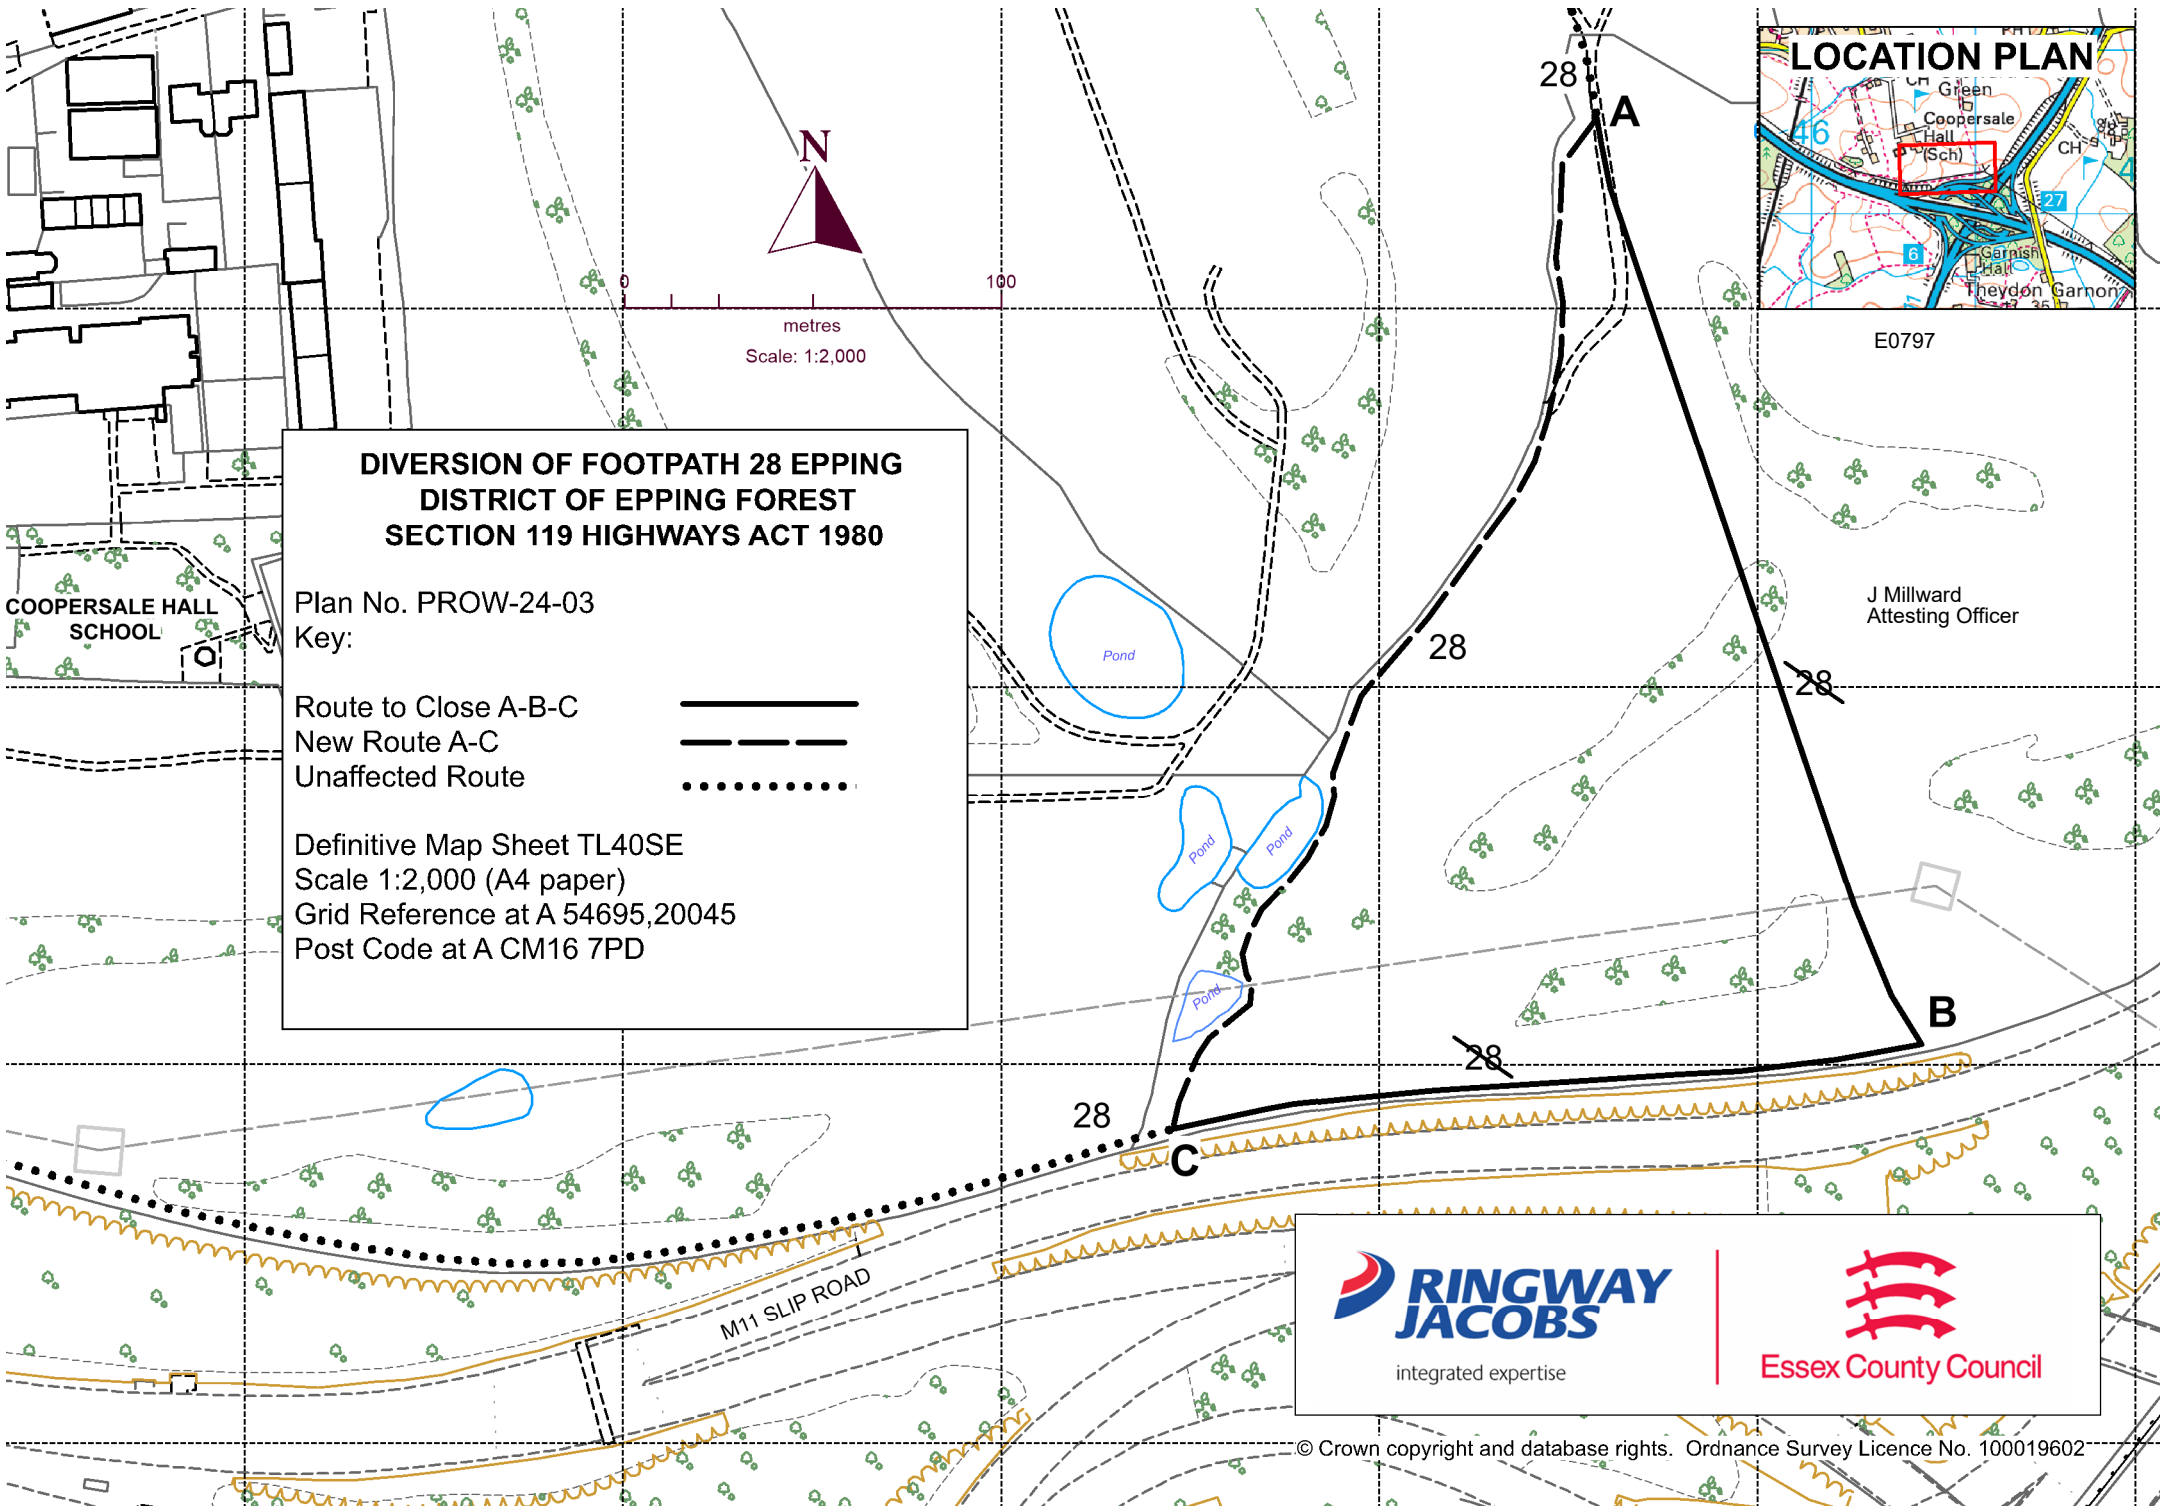 28
A
LOCATION PLAN
CH
Green
Coopersale
Hall
(Sch)
46
CH
27
6
Garnish
Hall
Theydon Garnon
E0797
N
0
100
metres
Scale: 1:2,000
DIVERSION OF FOOTPATH 28 EPPING
DISTRICT OF EPPING FOREST
SECTION 119 HIGHWAYS ACT 1980
Plan No. PROW-24-03
Key:
Route to Close A-B-C
New Route A-C
Unaffected Route
Definitive Map Sheet TL40SE
Scale 1:2,000 (A4 paper)
Grid Reference at A 54695,20045
Post Code at A CM16 7PD
COOPERSALE HALL
SCHOOL
J Millward
Attesting Officer
Pond
28
28
Pond
Pond
Pond
B
28
28
C
M11 SLIP ROAD
RINGWAY
JACOBS
integrated expertise
Essex County Council
© Crown copyright and database rights. Ordnance Survey Licence No. 100019602